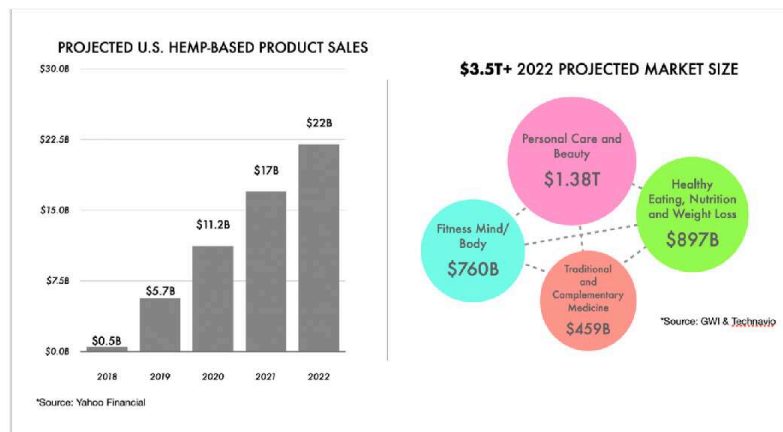 PROJECTED U.S. HEMP-BASED PRODUCT SALES
$30.0B
$22.5B
$15.0B
$7.5B
$0.0B
$0.5B
$5.7B
$11.2B
$17B
$22B
2018
2019
2020
2021
2022
*Source: Yahoo Financial
$3.5T+ 2022 PROJECTED MARKET SIZE
Personal Care and
Beauty
$1.38T
Healthy
Eating, Nutrition
and Weight Loss
$897B
Fitness Mind/
Body
$760B
Traditional
and
Complementary
Medicine
$459B
*Source: GWI & Technavio